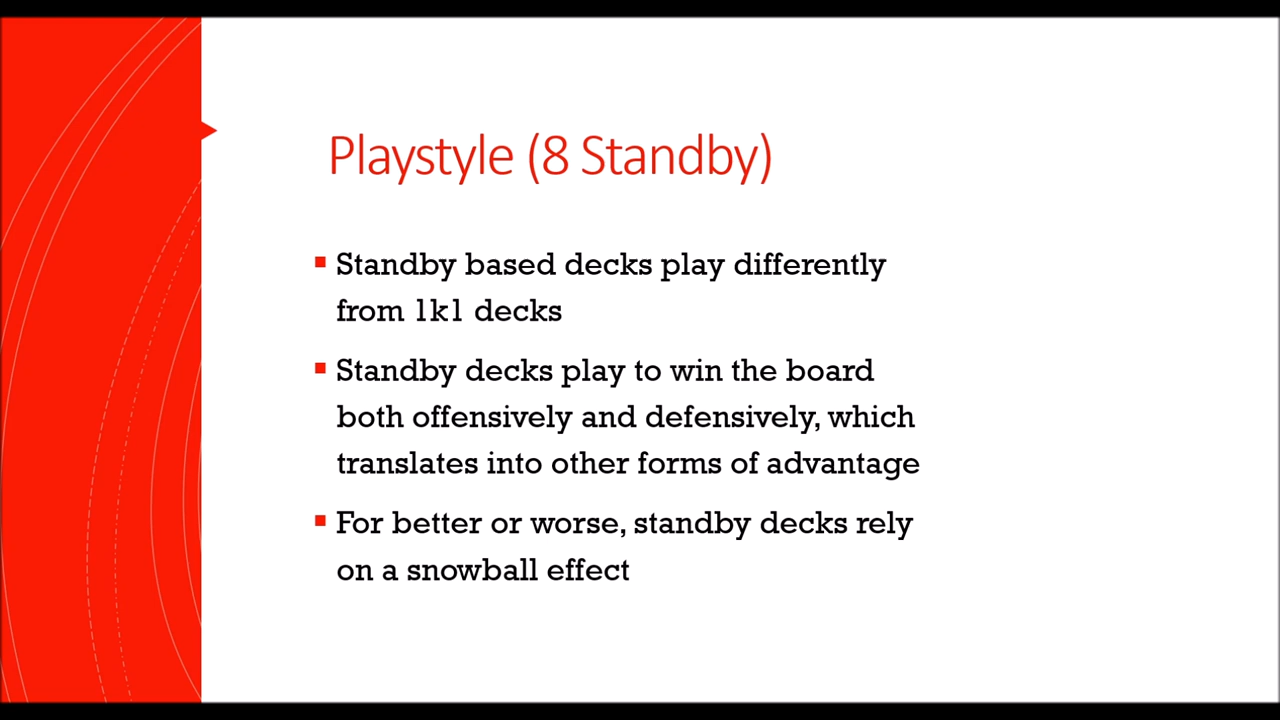 Playstyle (8 Standby)
Standby based decks play differently
from 1k1 decks
Standby decks play to win the board
both offensively and defensively, which
translates into other forms of advantage
For better or worse, standby decks rely
on a snowball effect